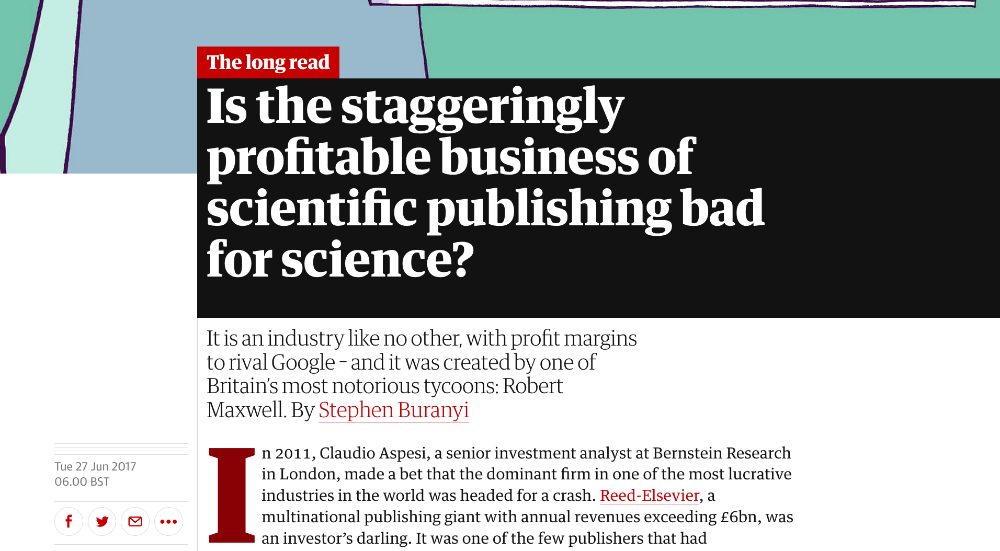 The long read
Is the staggeringly
profitable business of
scientific publishing bad
for science?
It is an industry like no other, with profit margins
to rival Google – and it was created by one of
Britain’s most notorious tycoons: Robert
Maxwell. By Stephen Buranyi
Tue 27 Jun 2017
06.00 BST
In 2011, Claudio Aspesi, a senior investment analyst at Bernstein Research
in London, made a bet that the dominant firm in one of the most lucrative
industries in the world was headed for a crash. Reed-Elsevier, a
multinational publishing giant with annual revenues exceeding £6bn, was
an investor’s darling. It was one of the few publishers that had